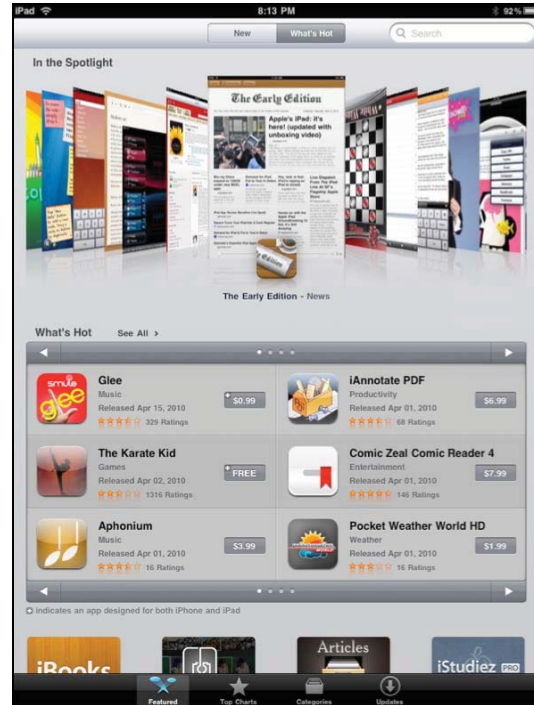 iPad
8:13 PM
92%
New
What's Hot
Search
In the Spotlight
The Early Edition
Apple's iPad: it's
here! (updated with
unboxing video)
The Early Edition - News
What's Hot
See All >
Glee
Music
Released Apr 15, 2010
329 Ratings
$0.99
iAnnotate PDF
Productivity
Released Apr 01, 2010
68 Ratings
$6.99
smule
glee
The Karate Kid
Games
Released Apr 02, 2010
1316 Ratings
FREE
Comic Zeal Comic Reader 4
Entertainment
Released Apr 01, 2010
146 Ratings
$7.99
Aphonium
Music
Released Apr 01, 2010
16 Ratings
$3.99
Pocket Weather World HD
Weather
Released Apr 01, 2010
16 Ratings
$1.99
indicates an app designed for both iPhone and iPad
iBooks
Articles
iStudiez PRO
Featured
Top Charts
Categories
Updates